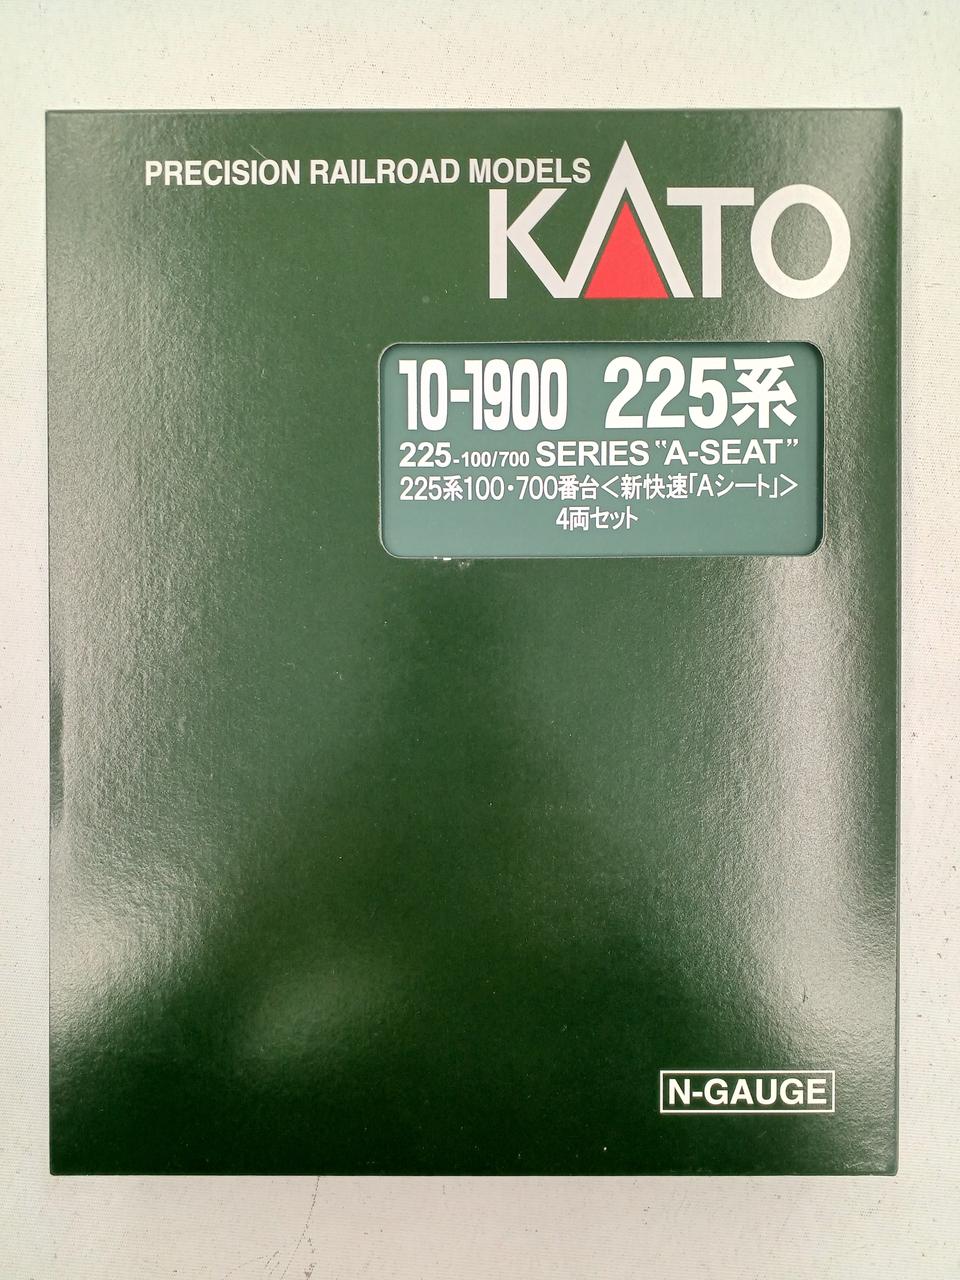 PRECISION RAILROAD MODELS
KATO
10-1900 225系
225-100/700 SERIES "A-SEAT"
225系100・700番台<新快速「Aシート」>
4両セット
N-GAUGE